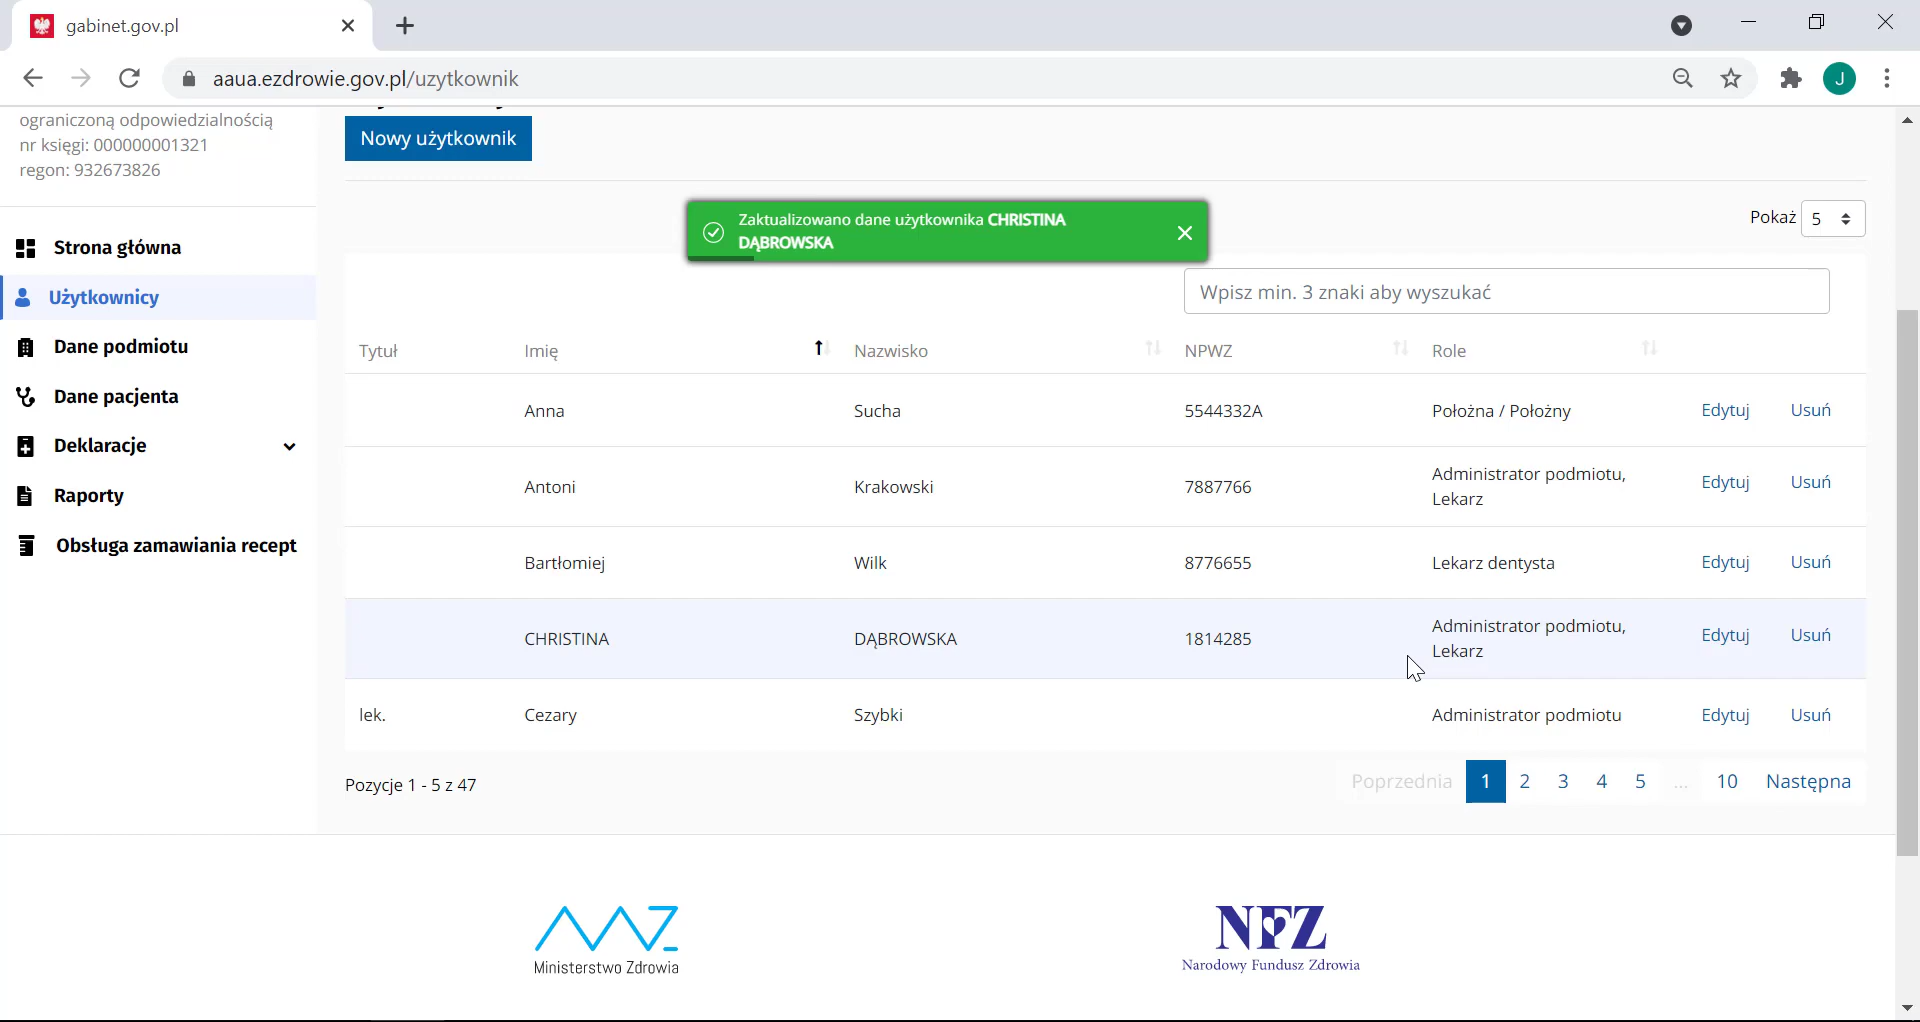 gabinet.gov.pl
aaua.ezdrowie.gov.pl/uzytkownik
J
ograniczoną odpowiedzialnością
nr księgi: 000000001321
regon: 932673826
Strona główna
Użytkownicy
Dane podmiotu
Dane pacjenta
Deklaracje
Raporty
Obsługa zamawiania recept
Nowy użytkownik
Zaktualizowano dane użytkownika CHRISTINA
DĄBROWSKA
Pokaż 5
Wpisz min. 3 znaki aby wyszukać
Tytuł Imię Nazwisko NPWZ Role
Anna Sucha 5544332A Położna / Położny Edytuj Usuń
Antoni Krakowski 7887766 Administrator podmiotu, Edytuj Usuń
Lekarz
Bartłomiej Wilk 8776655 Lekarz dentysta Edytuj Usuń
CHRISTINA DĄBROWSKA 1814285 Administrator podmiotu, Edytuj Usuń
Lekarz
lek. Cezary Szybki Administrator podmiotu Edytuj Usuń
Pozycje 1 - 5 z 47
Poprzednia 1 2 3 4 5 ... 10 Następna
Ministerstwo Zdrowia
NFZ
Narodowy Fundusz Zdrowia